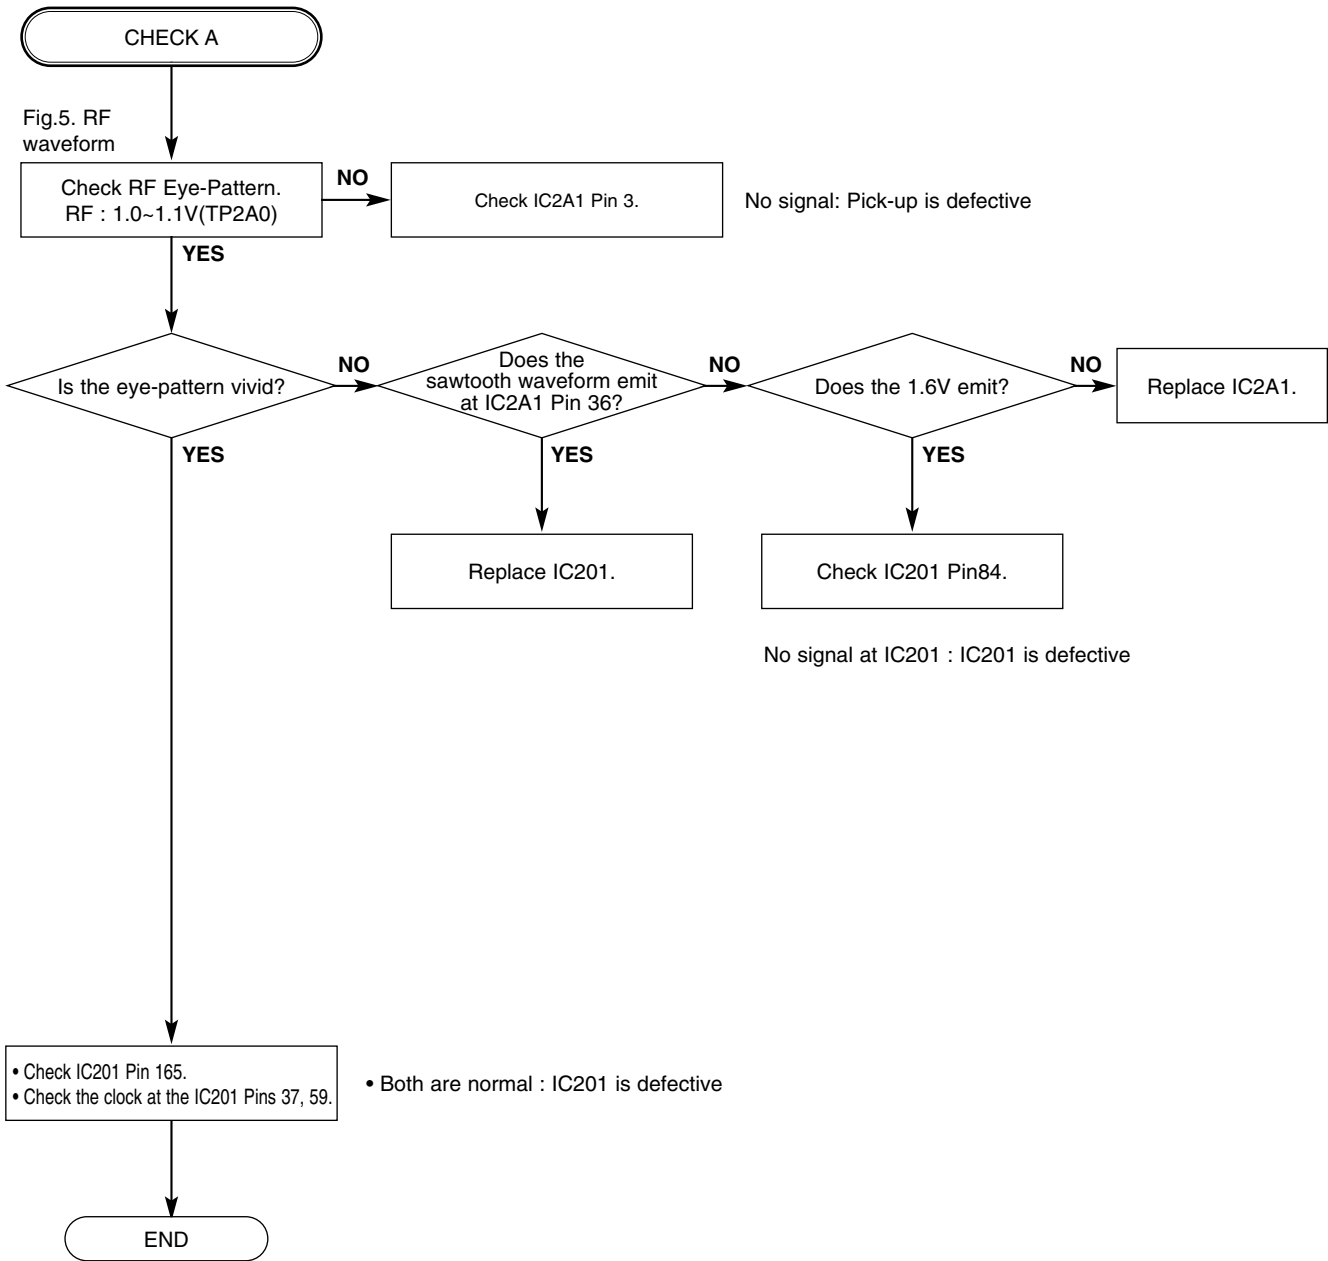 CHECK A
Fig.5. RF
waveform
Check RF Eye-Pattern.
RF : 1.0~1.1V(TP2A0)
NO
Check IC2A1 Pin 3.
No signal: Pick-up is defective
YES
Is the eye-pattern vivid?
NO
Does the
sawtooth waveform emit
at IC2A1 Pin 36?
NO
Does the 1.6V emit?
NO
Replace IC2A1.
YES
YES
YES
Replace IC201.
Check IC201 Pin84.
No signal at IC201 : IC201 is defective
• Check IC201 Pin 165.
• Check the clock at the IC201 Pins 37, 59.
• Both are normal : IC201 is defective
END